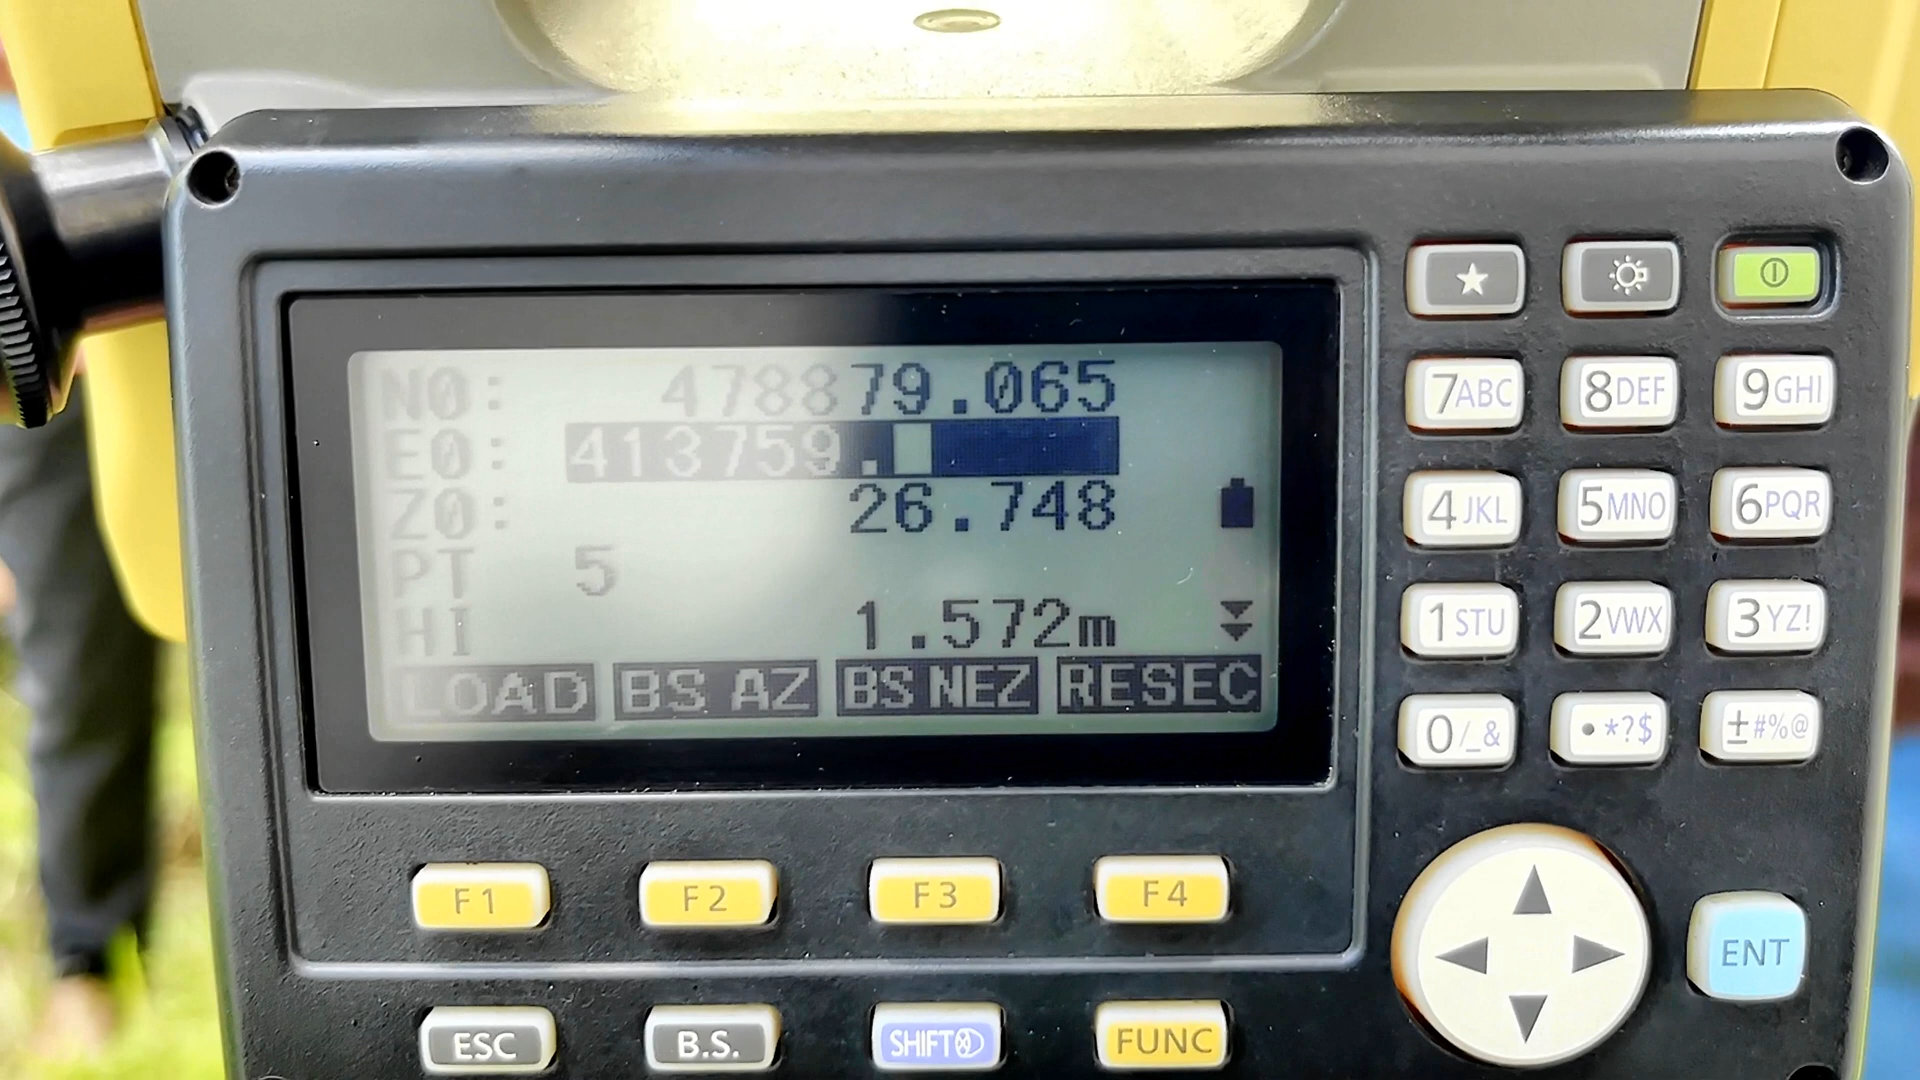 N0: 478879.065
E0: 413759.
Z0: 26.748
PT 5
HI 1.572m
LOAD BS AZ BS NEZ RESEC
7ABC 8DEF 9GHI
4JKL 5MNO 6PQR
1STU 2VWX 3YZ!
0/_& •*?$ ±#%@
F1 F2 F3 F4
ENT
ESC B.S. SHIFT FUNC